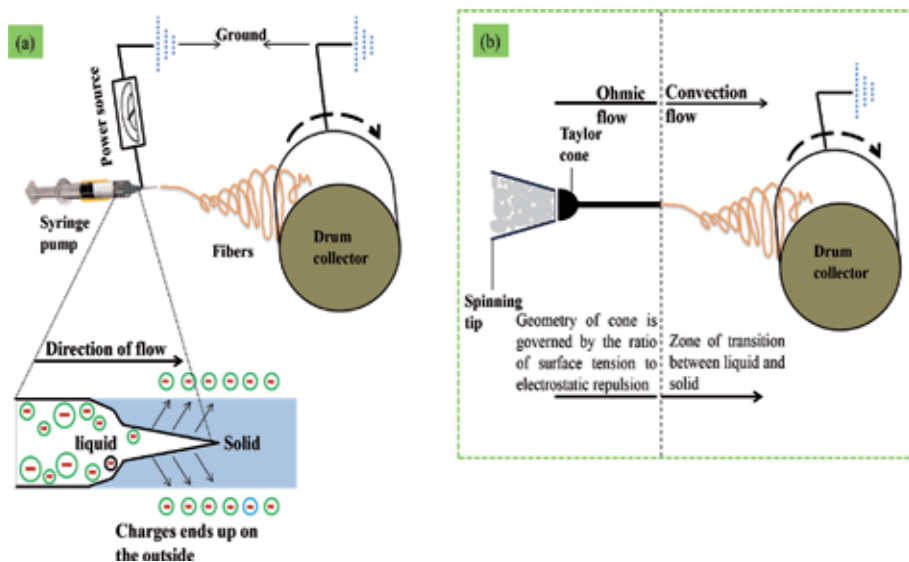 (a)
Ground
Power source
Syringe
pump
Fibers
Drum
collector
Direction of flow
liquid
Solid
Charges ends up on
the outside
(b)
Ohmic
flow
Convection
flow
Taylor
cone
Spinning
tip
Drum
collector
Geometry of cone is
governed by the ratio
of surface tension to
electrostatic repulsion
Zone of transition
between liquid and
solid